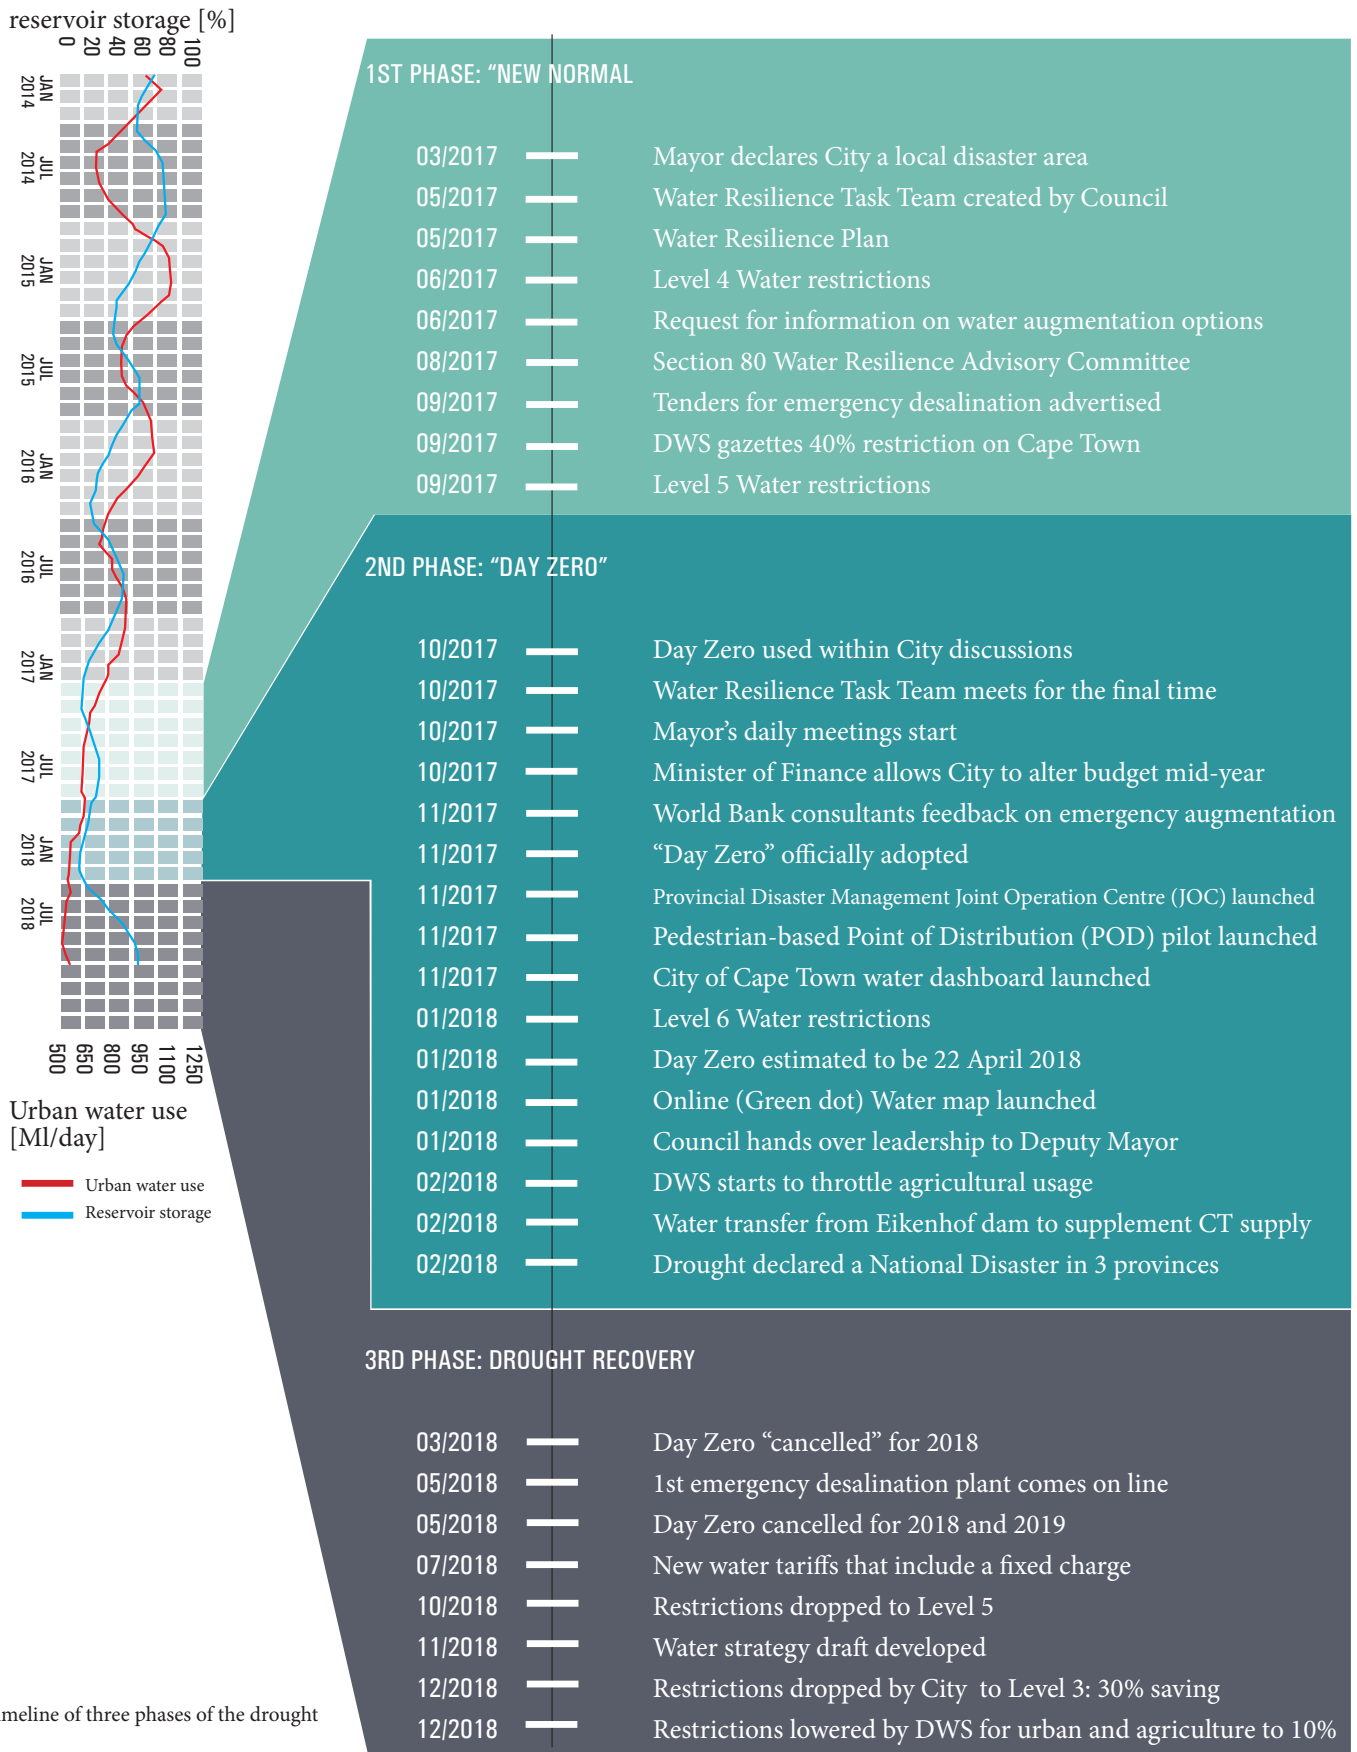 reservoir storage [%]
0
20
40
60
80
100
JAN
2014
JUL
2014
JAN
2015
JUL
2015
JAN
2016
JUL
2016
JAN
2017
JUL
2017
JAN
2018
JUL
2018
500
650
800
950
1100
1250
Urban water use
[Ml/day]
Urban water use
Reservoir storage
1ST PHASE: “NEW NORMAL
03/2017 Mayor declares City a local disaster area
05/2017 Water Resilience Task Team created by Council
05/2017 Water Resilience Plan
06/2017 Level 4 Water restrictions
06/2017 Request for information on water augmentation options
08/2017 Section 80 Water Resilience Advisory Committee
09/2017 Tenders for emergency desalination advertised
09/2017 DWS gazettes 40% restriction on Cape Town
09/2017 Level 5 Water restrictions
2ND PHASE: “DAY ZERO”
10/2017 Day Zero used within City discussions
10/2017 Water Resilience Task Team meets for the final time
10/2017 Mayor’s daily meetings start
10/2017 Minister of Finance allows City to alter budget mid-year
11/2017 World Bank consultants feedback on emergency augmentation
11/2017 “Day Zero” officially adopted
11/2017 Provincial Disaster Management Joint Operation Centre (JOC) launched
11/2017 Pedestrian-based Point of Distribution (POD) pilot launched
11/2017 City of Cape Town water dashboard launched
01/2018 Level 6 Water restrictions
01/2018 Day Zero estimated to be 22 April 2018
01/2018 Online (Green dot) Water map launched
01/2018 Council hands over leadership to Deputy Mayor
02/2018 DWS starts to throttle agricultural usage
02/2018 Water transfer from Eikenhof dam to supplement CT supply
02/2018 Drought declared a National Disaster in 3 provinces
3RD PHASE: DROUGHT RECOVERY
03/2018 Day Zero “cancelled” for 2018
05/2018 1st emergency desalination plant comes on line
05/2018 Day Zero cancelled for 2018 and 2019
07/2018 New water tariffs that include a fixed charge
10/2018 Restrictions dropped to Level 5
11/2018 Water strategy draft developed
12/2018 Restrictions dropped by City to Level 3: 30% saving
12/2018 Restrictions lowered by DWS for urban and agriculture to 10%
meline of three phases of the drought